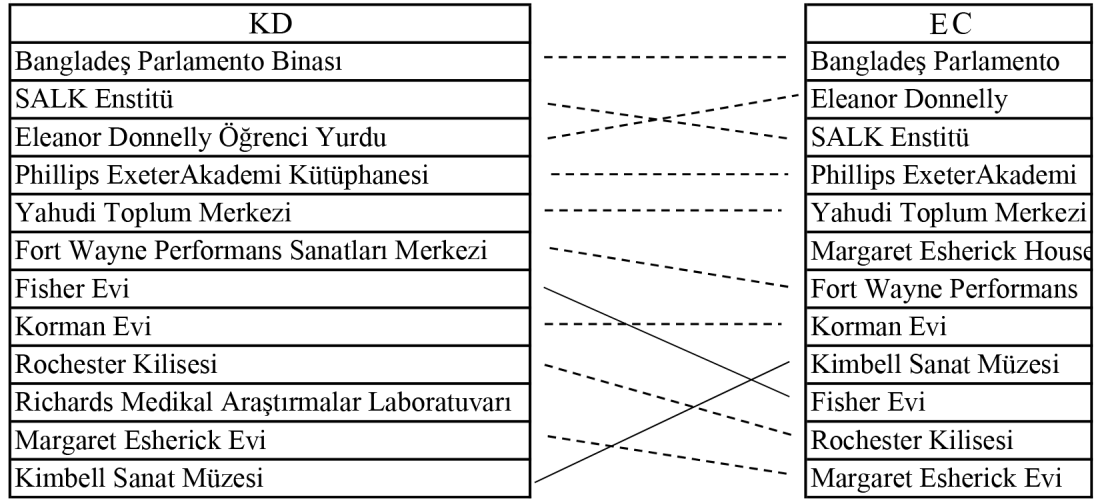 KD
Bangladeş Parlamento Binası
SALK Enstitü
Eleanor Donnelly Öğrenci Yurdu
Phillips ExeterAkademi Kütüphanesi
Yahudi Toplum Merkezi
Fort Wayne Performans Sanatları Merkezi
Fisher Evi
Korman Evi
Rochester Kilisesi
Richards Medikal Araştırmalar Laboratuvarı
Margaret Esherick Evi
Kimbell Sanat Müzesi
EC
Bangladeş Parlamento
Eleanor Donnelly
SALK Enstitü
Phillips ExeterAkademi
Yahudi Toplum Merkezi
Margaret Esherick House
Fort Wayne Performans
Korman Evi
Kimbell Sanat Müzesi
Fisher Evi
Rochester Kilisesi
Margaret Esherick Evi